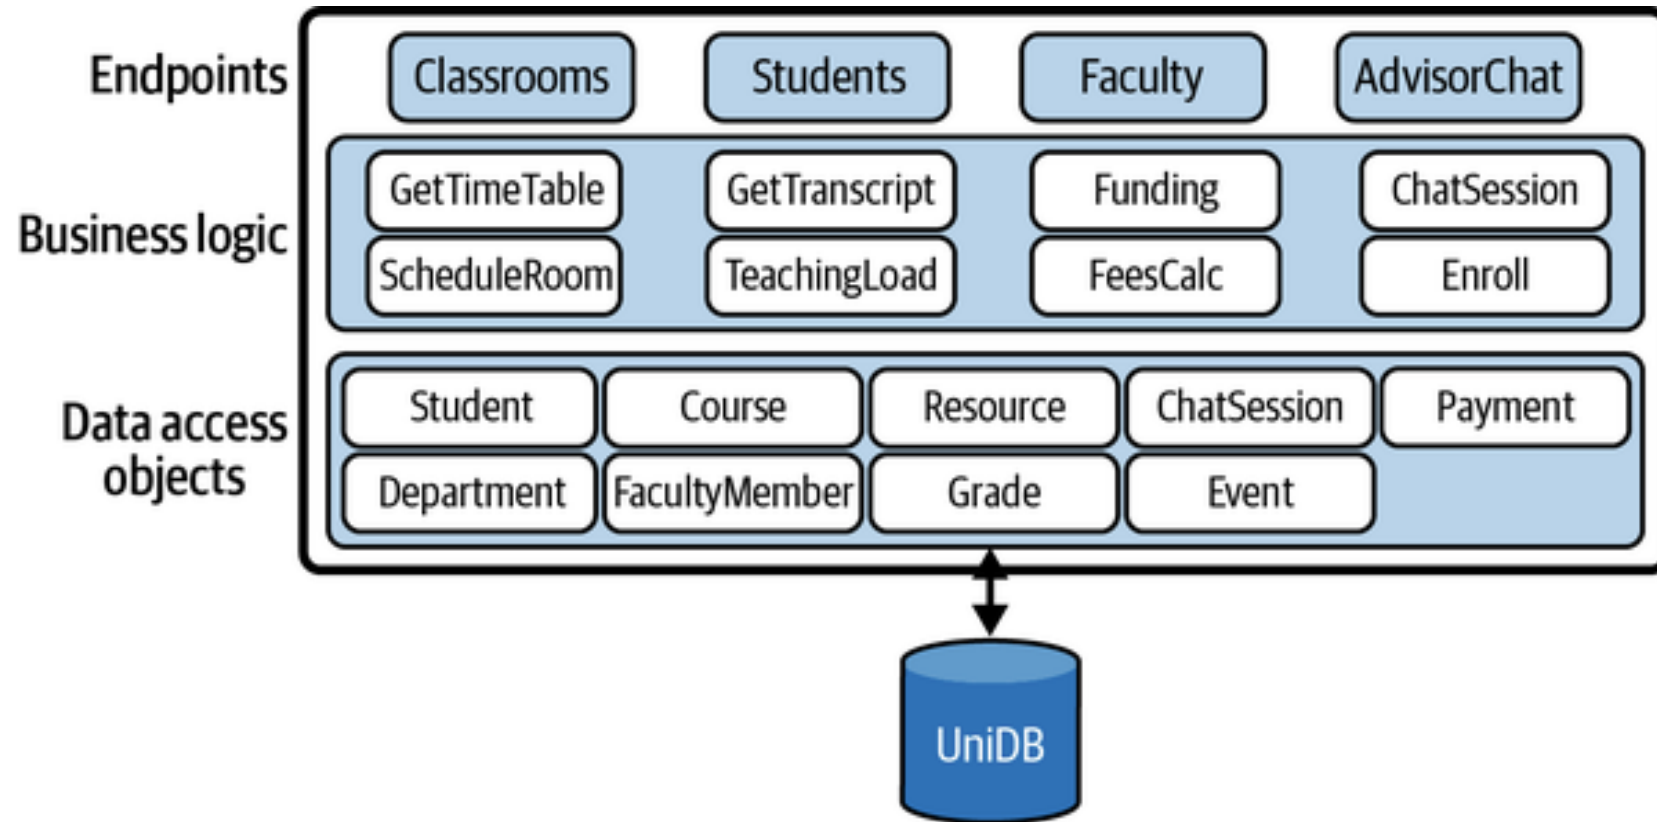 Endpoints
Classrooms
Students
Faculty
AdvisorChat
Business logic
GetTimeTable
GetTranscript
Funding
ChatSession
ScheduleRoom
TeachingLoad
FeesCalc
Enroll
Data access
objects
Student
Course
Resource
ChatSession
Payment
Department
FacultyMember
Grade
Event
UniDB